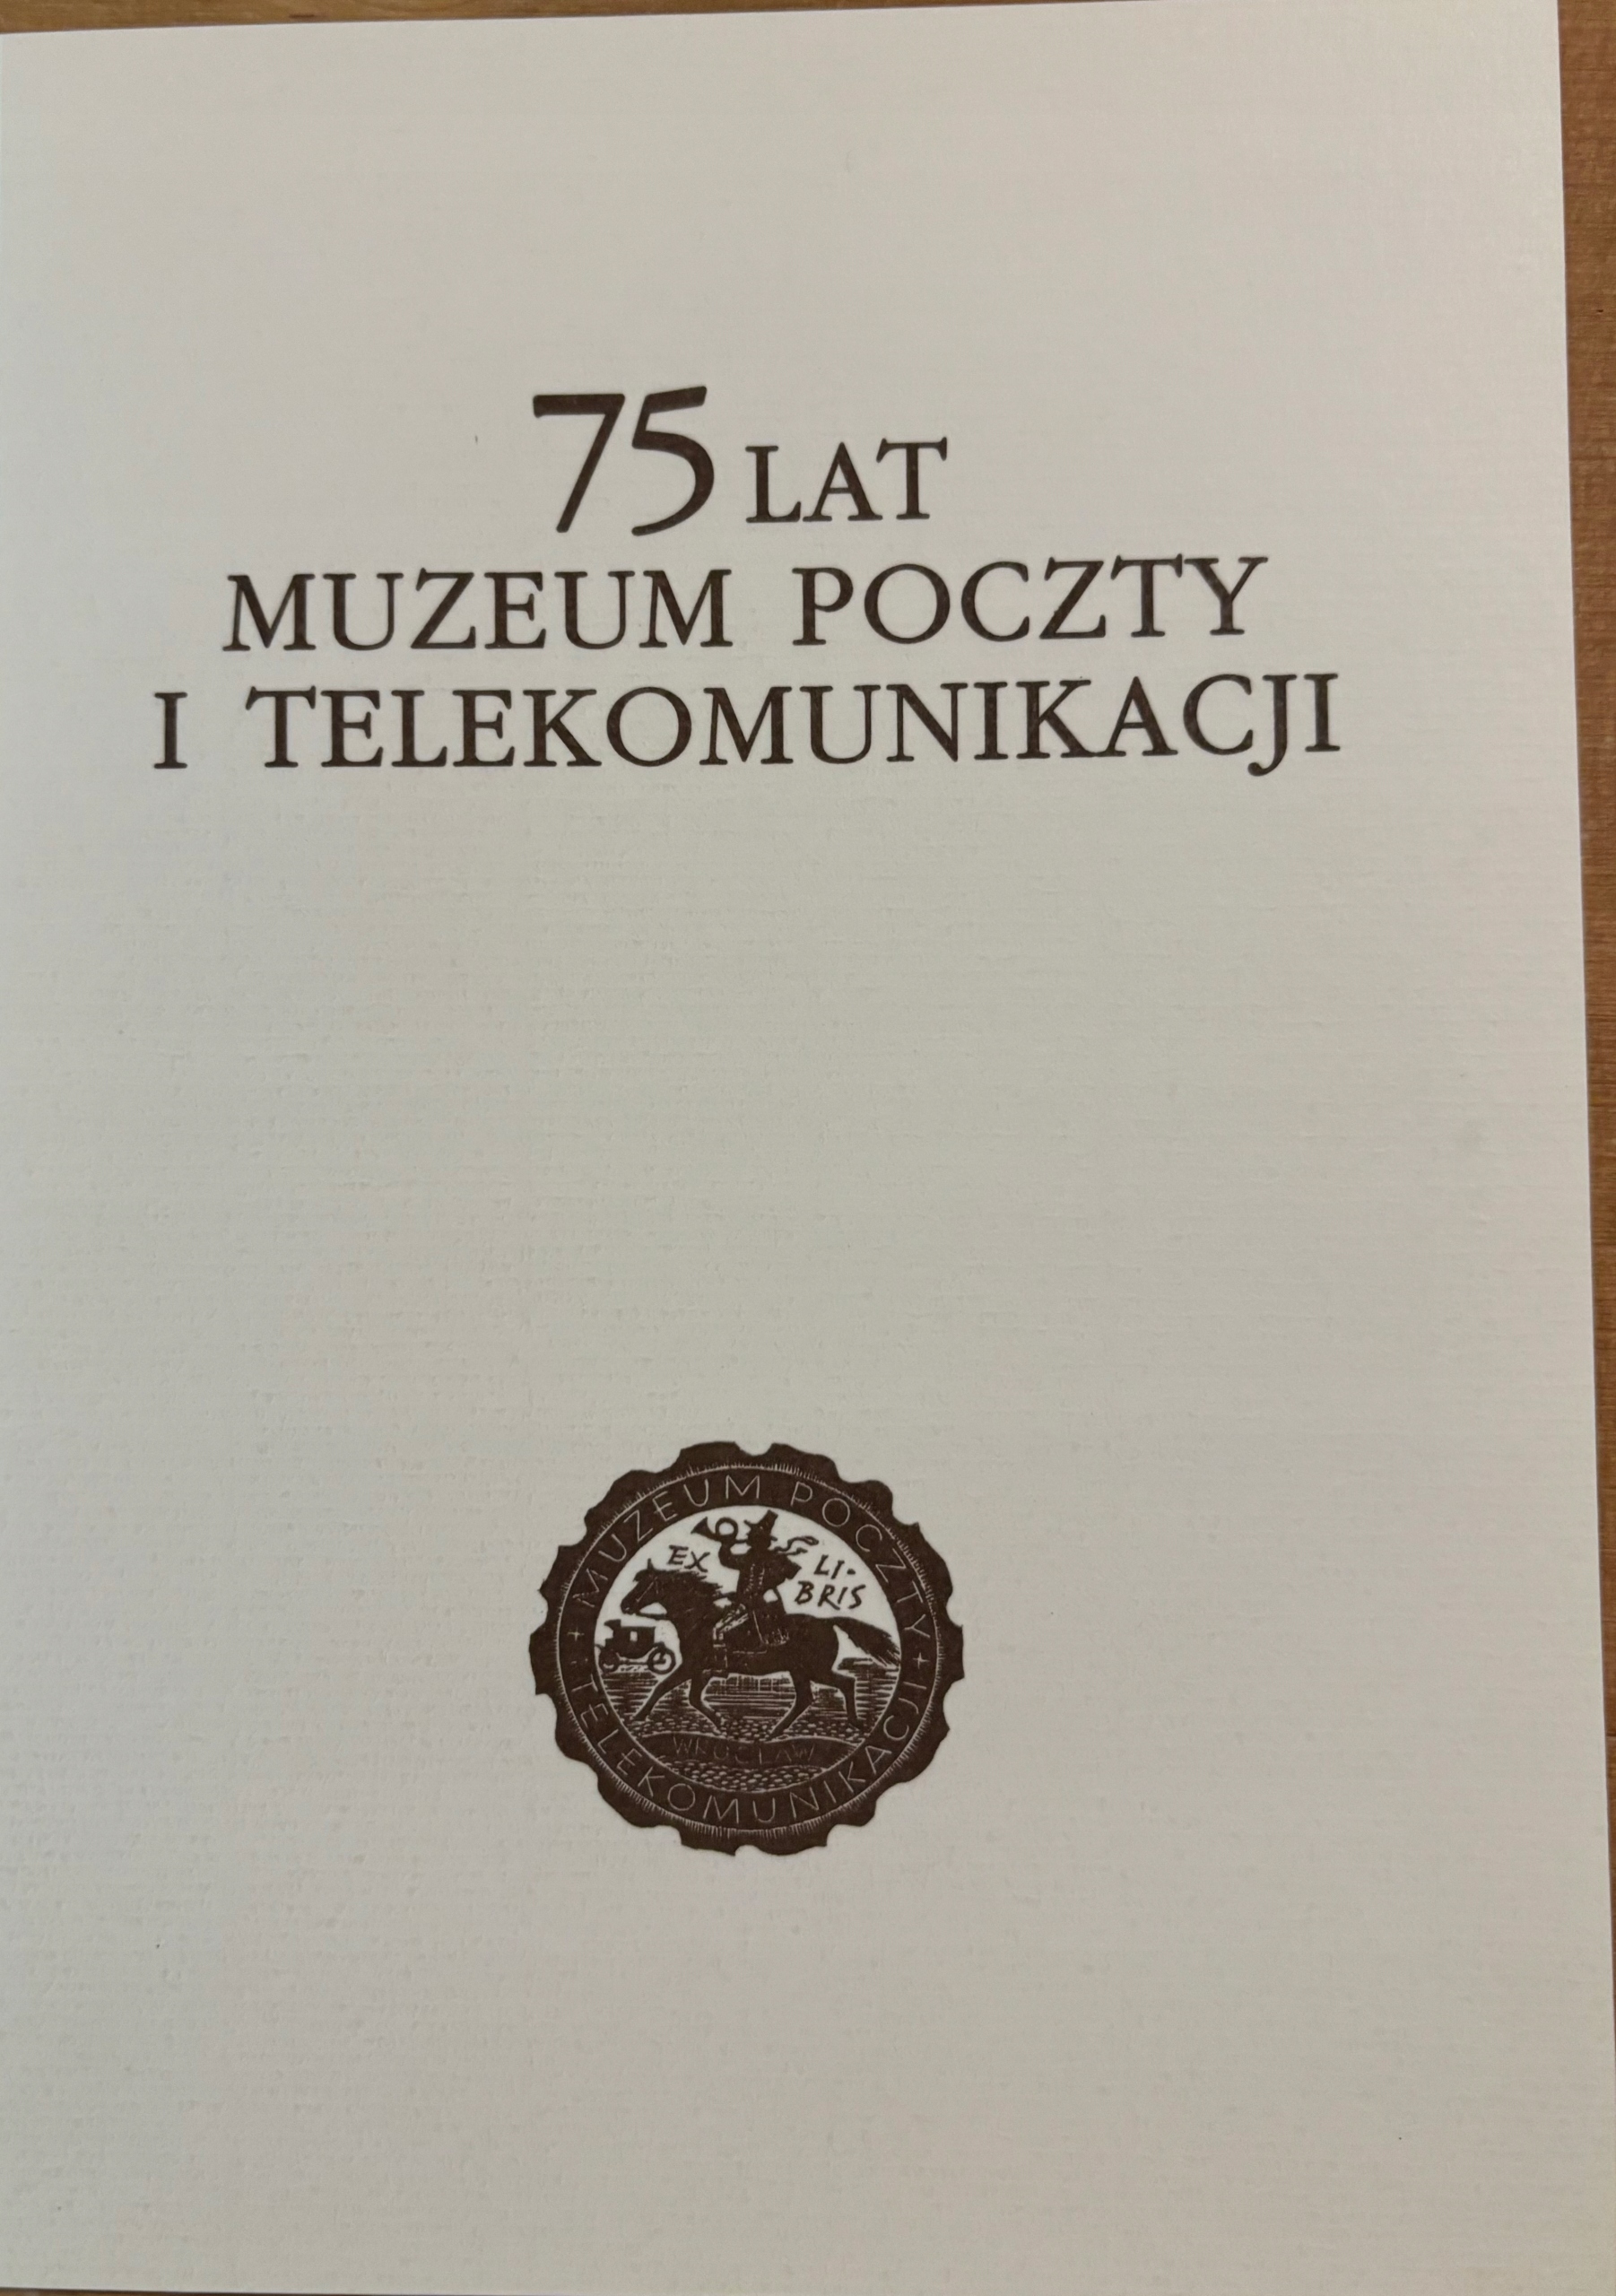 75 LAT
MUZEUM POCZTY
I TELEKOMUNIKACJI
MUZEUM POCZTY
EX LI-
BRIS
WROCŁAW
TELEKOMUNIKACJI